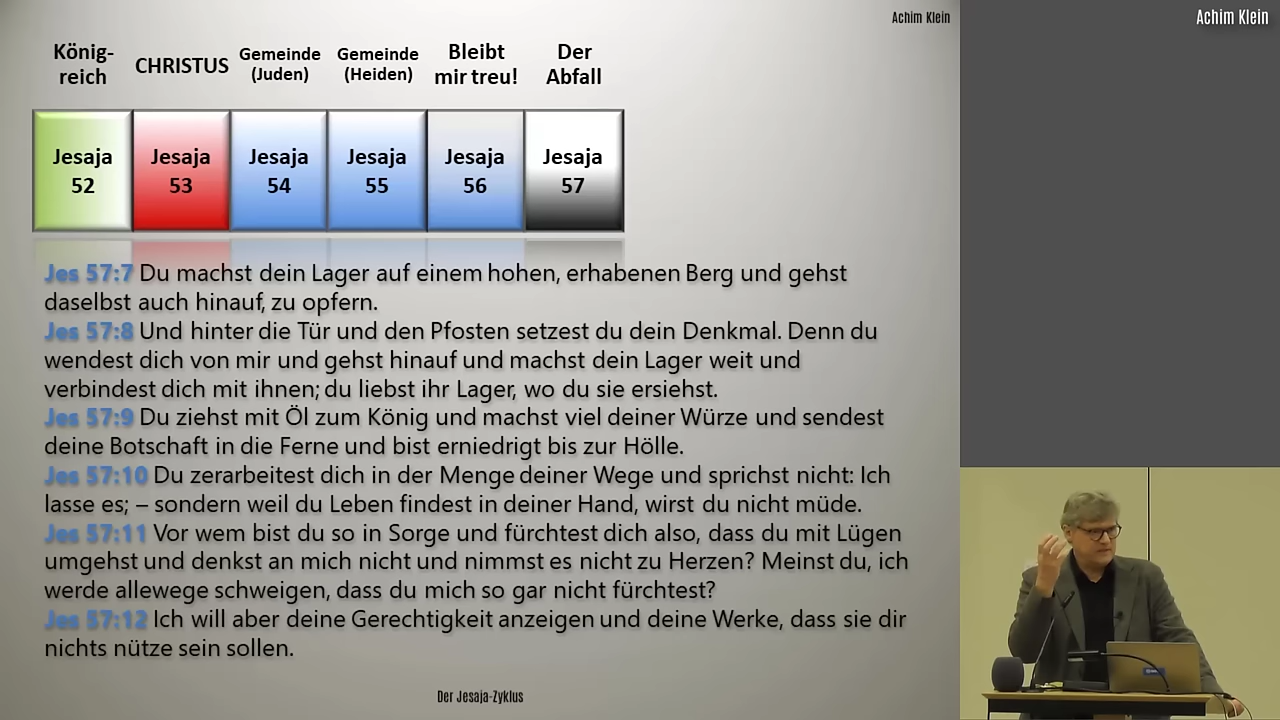 Achim Klein
Achim Klein
König-
reich
CHRISTUS
Gemeinde
(Juden)
Gemeinde
(Heiden)
Bleibt
mir treu!
Der
Abfall
Jesaja
52
Jesaja
53
Jesaja
54
Jesaja
55
Jesaja
56
Jesaja
57
Jes 57:7 Du machst dein Lager auf einem hohen, erhabenen Berg und gehst
daselbst auch hinauf, zu opfern.
Jes 57:8 Und hinter die Tür und den Pfosten setzest du dein Denkmal. Denn du
wendest dich von mir und gehst hinauf und machst dein Lager weit und
verbindest dich mit ihnen; du liebst ihr Lager, wo du sie ersiehst.
Jes 57:9 Du ziehst mit Öl zum König und machst viel deiner Würze und sendest
deine Botschaft in die Ferne und bist erniedrigt bis zur Hölle.
Jes 57:10 Du zerarbeitest dich in der Menge deiner Wege und sprichst nicht: Ich
lasse es; – sondern weil du Leben findest in deiner Hand, wirst du nicht müde.
Jes 57:11 Vor wem bist du so in Sorge und fürchtest dich also, dass du mit Lügen
umgehst und denkst an mich nicht und nimmst es nicht zu Herzen? Meinst du, ich
werde allewege schweigen, dass du mich so gar nicht fürchtest?
Jes 57:12 Ich will aber deine Gerechtigkeit anzeigen und deine Werke, dass sie dir
nichts nütze sein sollen.
Der Jesaja-Zyklus